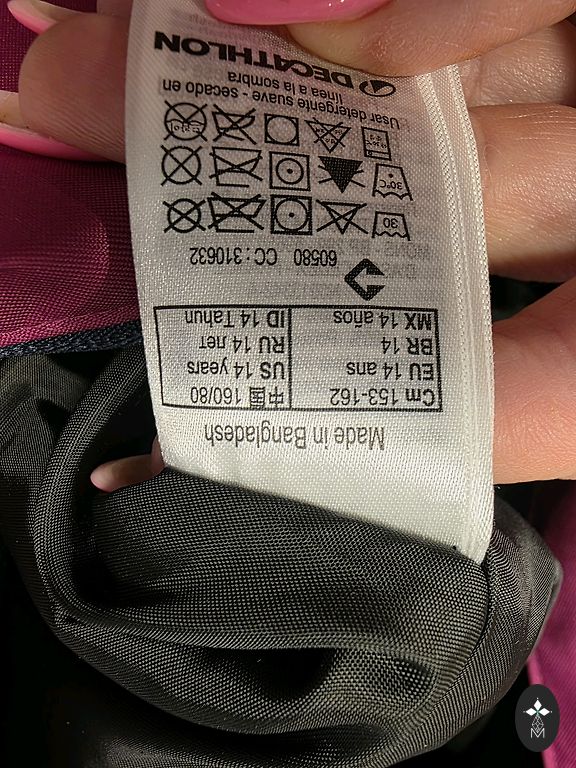 Made in Bangladesh
Cm 153-162 中国 160/80
EU 14 ans US 14 years
BR 14 RU 14 лет
MX 14 años ID 14 Tahun
60580 CC: 310632
30
30°C
Usar detergente suave - secado en
línea a la sombra
DECATHLON
M